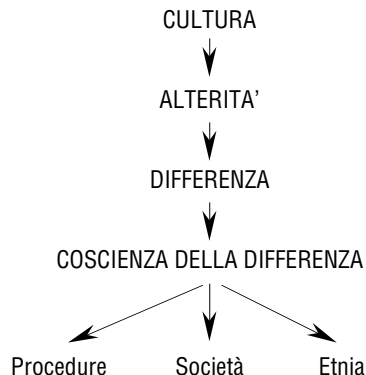 CULTURA
ALTERITA’
DIFFERENZA
COSCIENZA DELLA DIFFERENZA
Procedure Società Etnia